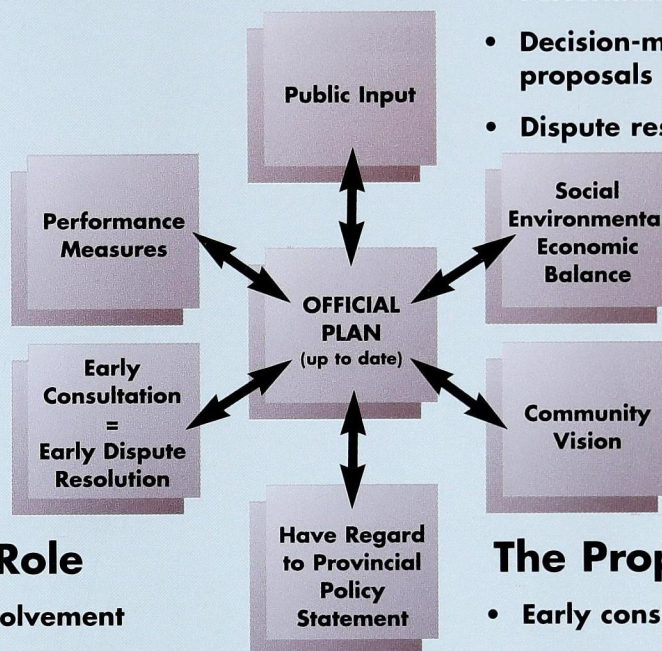 Public Input
• Decision-m
proposals
• Dispute res
Performance
Measures
Social
Environmenta
Economic
Balance
OFFICIAL
PLAN
(up to date)
Early
Consultation
=
Early Dispute
Resolution
Community
Vision
Have Regard
to Provincial
Policy
Statement
Role
olvement
The Prop
• Early cons